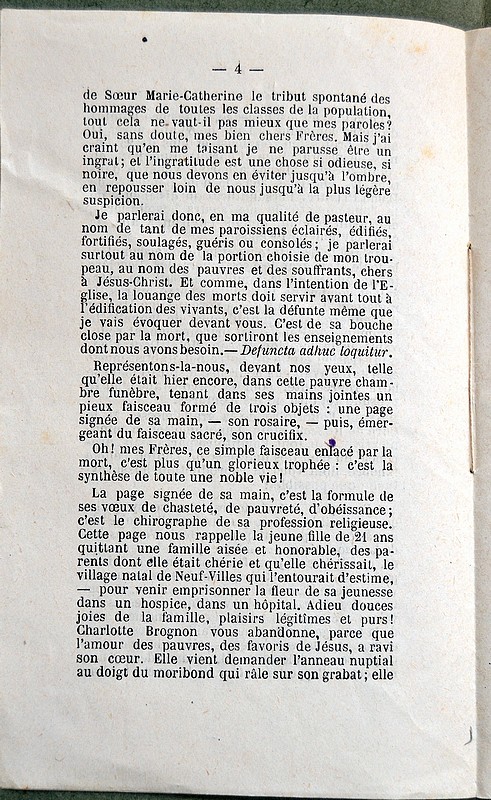 — 4 —
de Sœur Marie-Catherine le tribut spontané des
hommages de toutes les classes de la population,
tout cela ne vaut-il pas mieux que mes paroles?
Oui, sans doute, mes bien chers Frères. Mais j'ai
craint qu'en me taisant je ne parusse être un
ingrat; et l'ingratitude est une chose si odieuse, si
noire, que nous devons en éviter jusqu'à l'ombre,
en repousser loin de nous jusqu'à la plus légère
suspicion.
Je parlerai donc, en ma qualité de pasteur, au
nom de tant de mes paroissiens éclairés, édifiés,
fortifiés, soulagés, guéris ou consolés; je parlerai
surtout au nom de la portion choisie de mon trou-
peau, au nom des pauvres et des souffrants, chers
à Jésus-Christ. Et comme, dans l'intention de l'E-
glise, la louange des morts doit servir avant tout à
l'édification des vivants, c'est la défunte même que
je vais évoquer devant vous. C'est de sa bouche
close par la mort, que sortiront les enseignements
dont nous avons besoin.— Defuncta adhuc loquitur.
Représentons-la-nous, devant nos yeux, telle
qu'elle était hier encore, dans cette pauvre cham-
bre funèbre, tenant dans ses mains jointes un
pieux faisceau formé de trois objets : une page
signée de sa main, — son rosaire, — puis, émer-
geant du faisceau sacré, son crucifix.
Oh! mes Frères, ce simple faisceau enlacé par la
mort, c'est plus qu'un glorieux trophée : c'est la
synthèse de toute une noble vie!
La page signée de sa main, c'est la formule de
ses vœux de chasteté, de pauvreté, d'obéissance;
c'est le chirographe de sa profession religieuse.
Cette page nous rappelle la jeune fille de 21 ans
quittant une famille aisée et honorable, des pa-
rents dont elle était chérie et qu'elle chérissait, le
village natal de Neuf-Villes qui l'entourait d'estime,
— pour venir emprisonner la fleur de sa jeunesse
dans un hospice, dans un hôpital. Adieu douces
joies de la famille, plaisirs légitimes et purs!
Charlotte Brognon vous abandonne, parce que
l'amour des pauvres, des favoris de Jésus, a ravi
son cœur. Elle vient demander l'anneau nuptial
au doigt du moribond qui râle sur son grabat; elle